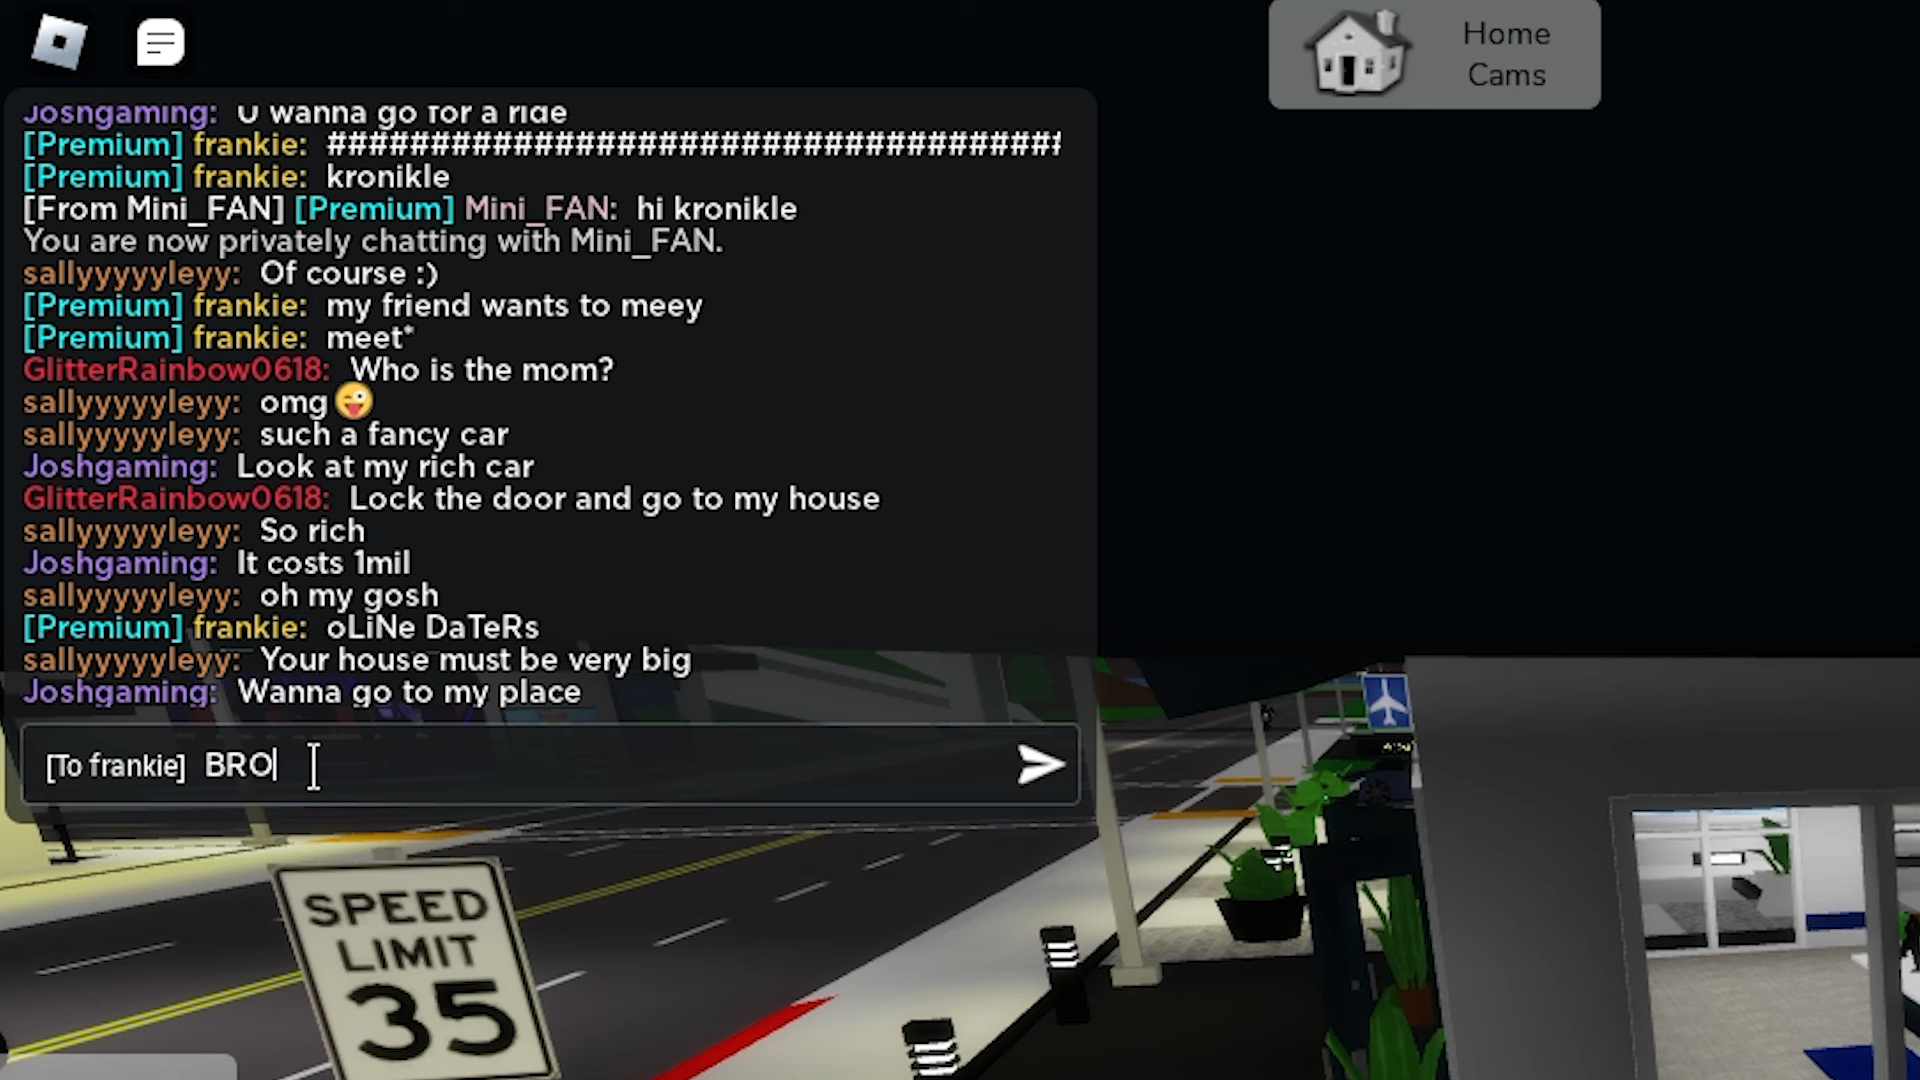 Home
Cams
Joshgaming: U wanna go for a ride
[Premium] frankie: ####################################
[Premium] frankie: kronikle
[From Mini_FAN] [Premium] Mini_FAN: hi kronikle
You are now privately chatting with Mini_FAN.
sallyyyyyleyy: Of course :)
[Premium] frankie: my friend wants to meey
[Premium] frankie: meet*
GlitterRainbow0618: Who is the mom?
sallyyyyyleyy: omg 😜
sallyyyyyleyy: such a fancy car
Joshgaming: Look at my rich car
GlitterRainbow0618: Lock the door and go to my house
sallyyyyyleyy: So rich
Joshgaming: It costs 1mil
sallyyyyyleyy: oh my gosh
[Premium] frankie: oLiNe DaTeRs
sallyyyyyleyy: Your house must be very big
Joshgaming: Wanna go to my place
[To frankie] BRO
SPEED
LIMIT
35